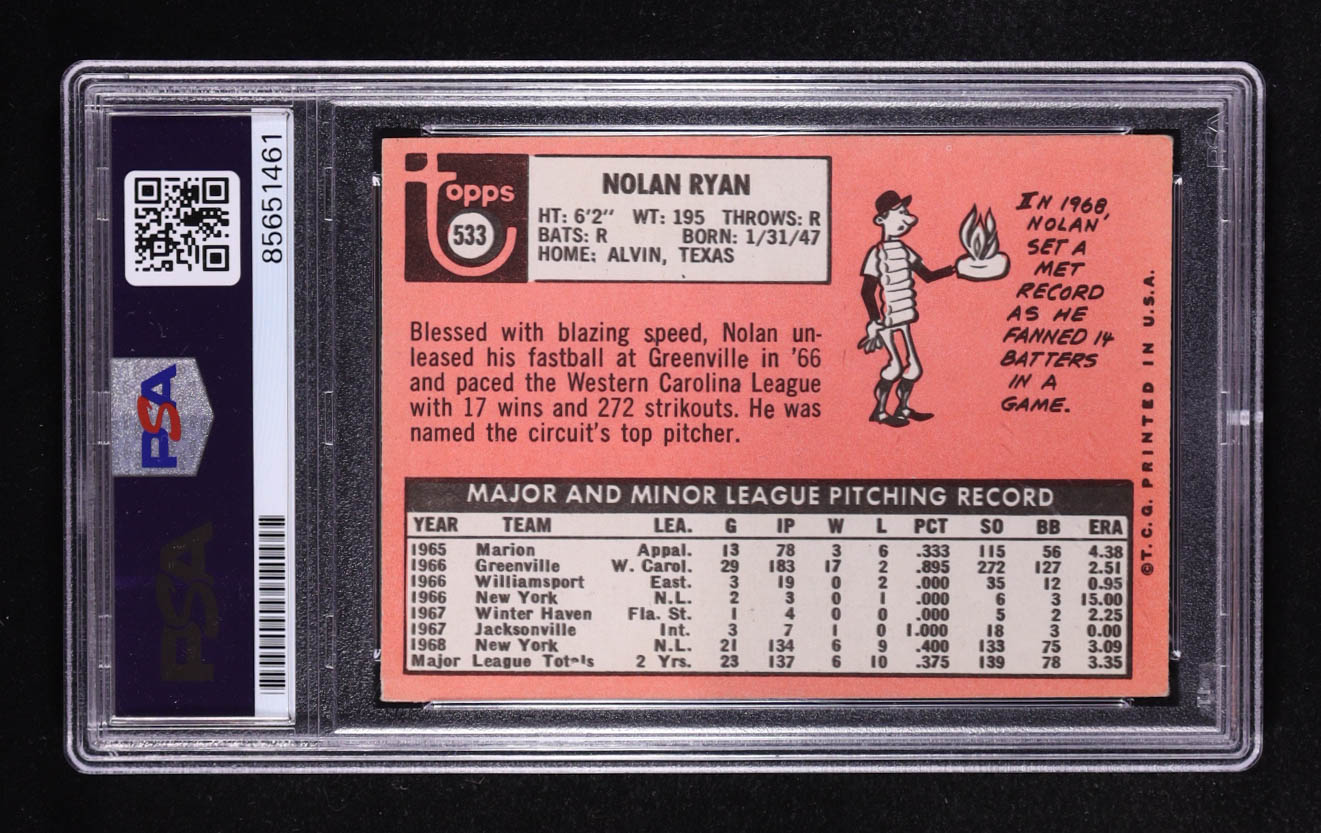 85651461
PSA
PSA
Topps
533
NOLAN RYAN
HT: 6'2" WT: 195 THROWS: R
BATS: R BORN: 1/31/47
HOME: ALVIN, TEXAS
Blessed with blazing speed, Nolan un-
leased his fastball at Greenville in '66
and paced the Western Carolina League
with 17 wins and 272 strikouts. He was
named the circuit's top pitcher.
IN 1968,
NOLAN
SET A
MET
RECORD
AS HE
FANNED 14
BATTERS
IN A
GAME.
MAJOR AND MINOR LEAGUE PITCHING RECORD
YEAR TEAM LEA. G IP W L PCT SO BB ERA
1965 Marion Appal. 13 78 3 6 .333 115 56 4.38
1966 Greenville W. Carol. 29 183 17 2 .895 272 127 2.51
1966 Williamsport East. 3 19 0 2 .000 35 12 0.95
1966 New York N.L. 2 3 0 1 .000 6 3 15.00
1967 Winter Haven Fla. St. 1 4 0 0 .000 5 2 2.25
1967 Jacksonville Int. 3 7 1 0 1.000 18 3 0.00
1968 New York N.L. 21 134 6 9 .400 133 75 3.09
Major League Totals 2 Yrs. 23 137 6 10 .375 139 78 3.35
©T.C.G. PRINTED IN U.S.A.